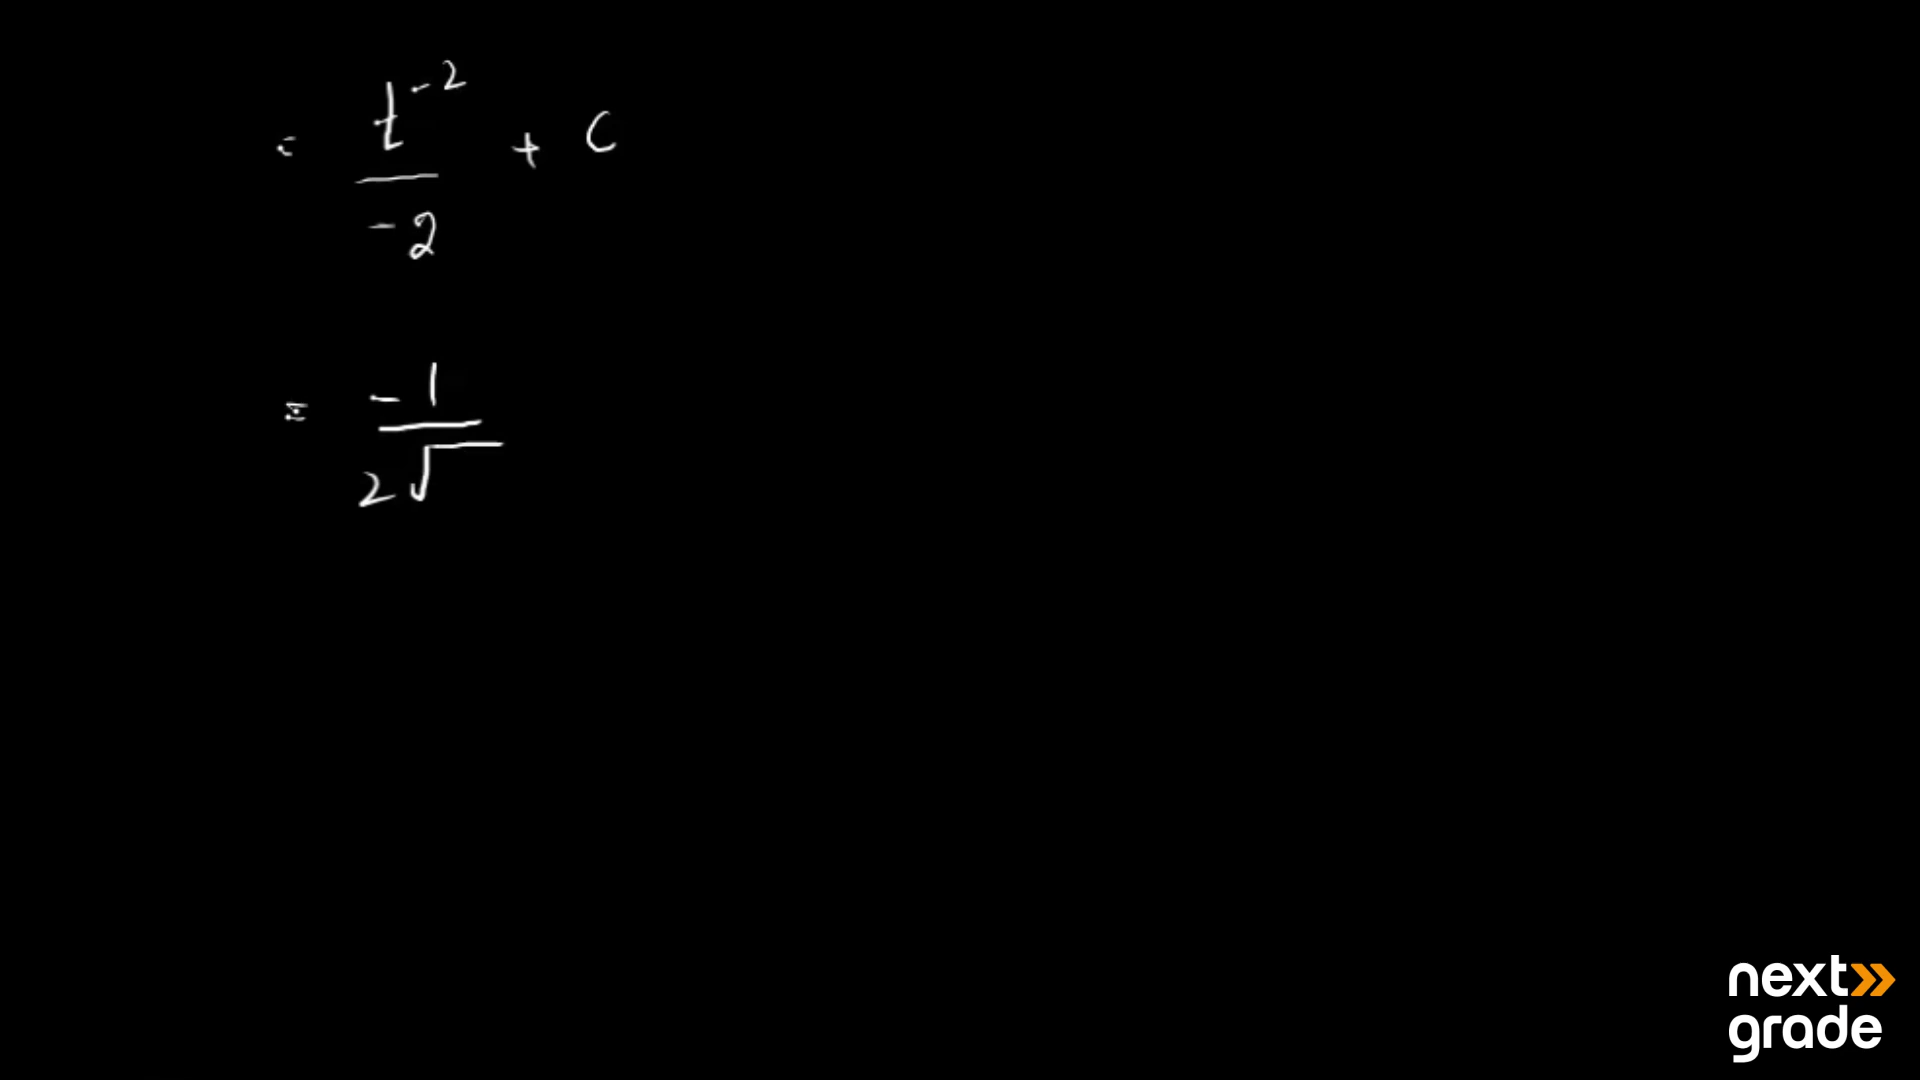 = t^-2 / -2 + C
= -1 / 2√
next
grade